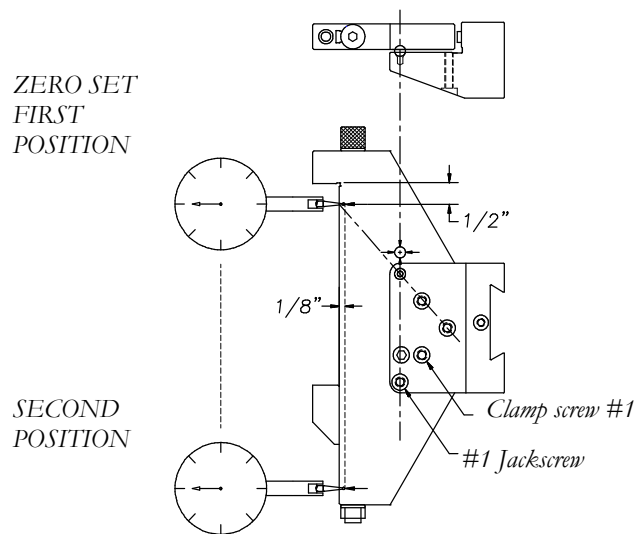 ZERO SET
FIRST
POSITION
1/2"
1/8"
SECOND
POSITION
Clamp screw #1
#1 Jackscrew